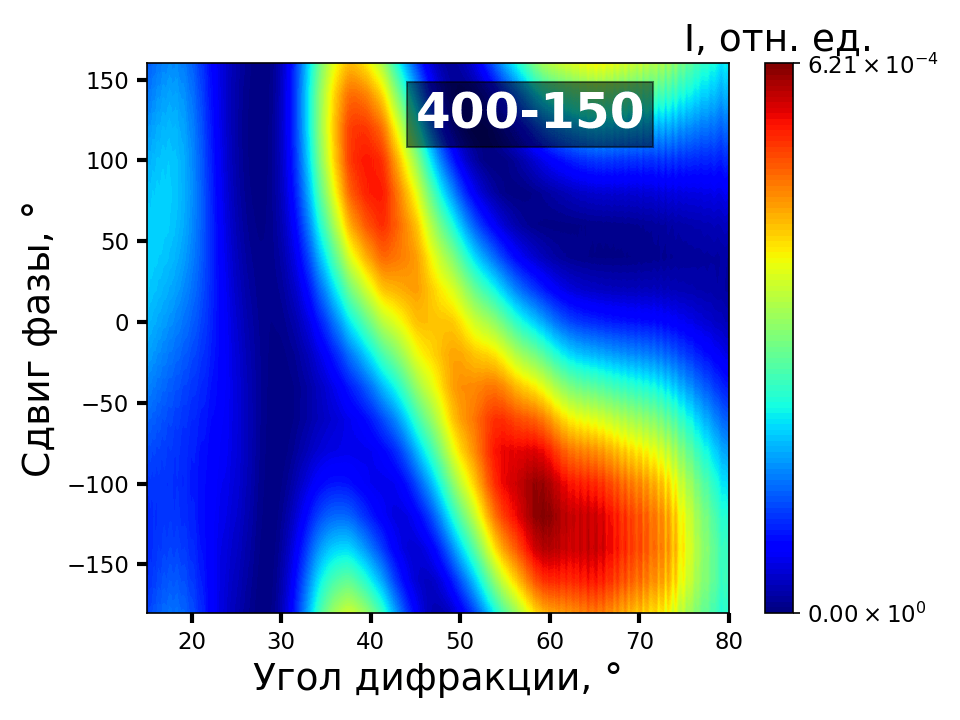 I, отн. ед.
6.21 × 10⁻⁴
400-150
150
100
50
0
−50
−100
−150
Сдвиг фазы, °
0.00 × 10⁰
20 30 40 50 60 70 80
Угол дифракции, °